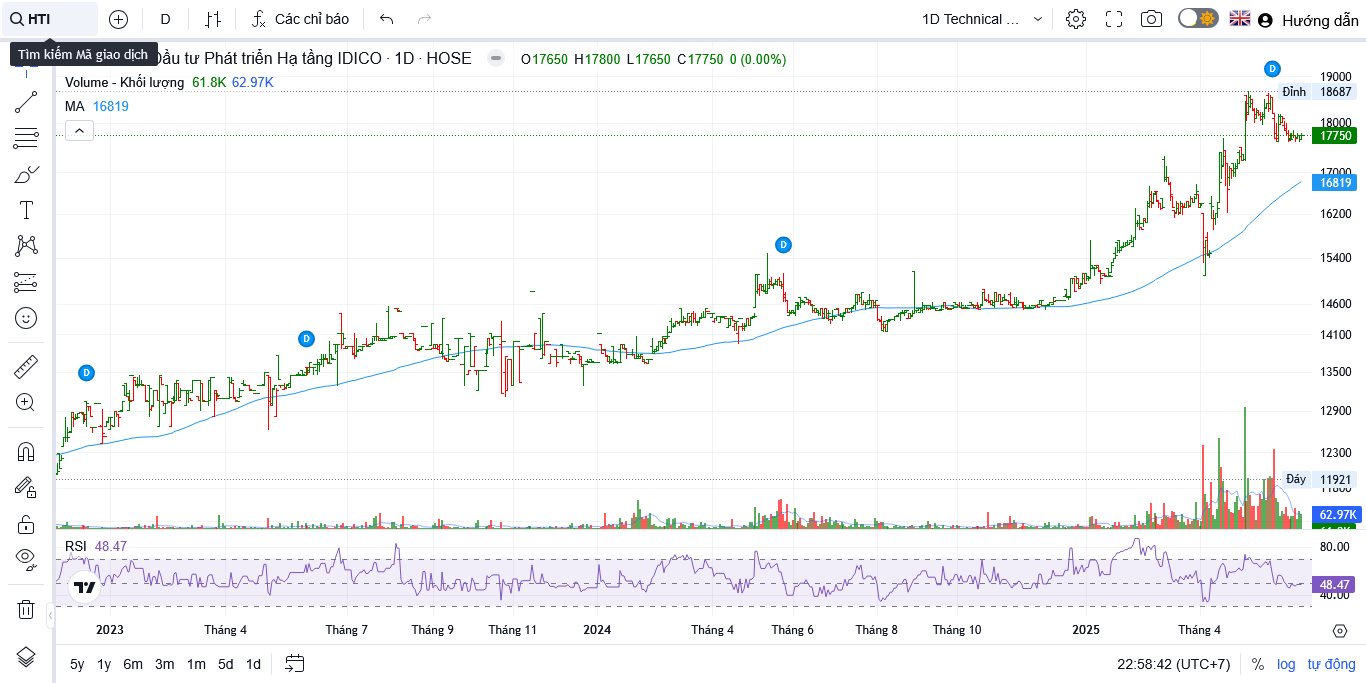 HTI
D
Các chỉ báo
1D Technical ...
Hướng dẫn
Tìm kiếm Mã giao dịch
Đầu tư Phát triển Hạ tầng IDICO · 1D · HOSE
O17650 H17800 L17650 C17750 0 (0.00%)
Volume - Khối lượng 61.8K 62.97K
MA 16819
D
D
D
D
19000
Đỉnh 18687
18000
17750
17000
16819
16200
15400
14600
14100
13500
12900
12300
Đáy 11921
62.97K
RSI 48.47
80.00
48.47
40.00
2023
Tháng 4
Tháng 7
Tháng 9
Tháng 11
2024
Tháng 4
Tháng 6
Tháng 8
Tháng 10
2025
Tháng 4
5y 1y 6m 3m 1m 5d 1d
22:58:42 (UTC+7)
% log tự động